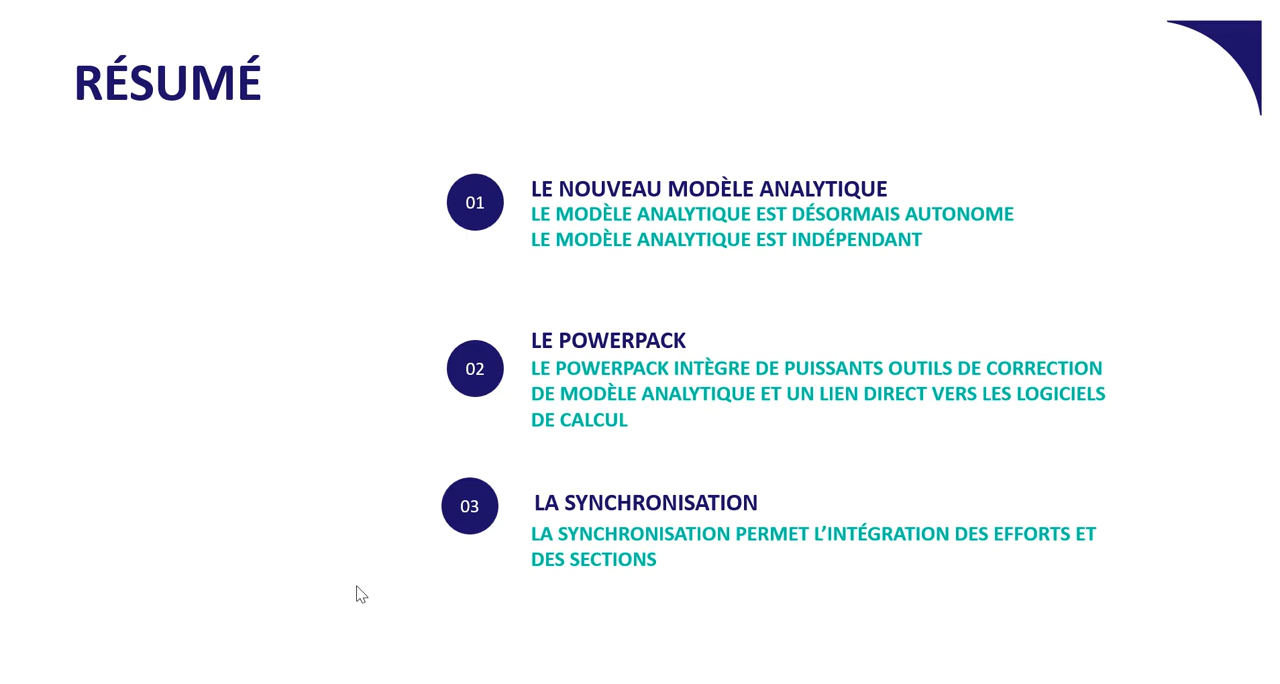 RÉSUMÉ
01
LE NOUVEAU MODÈLE ANALYTIQUE
LE MODÈLE ANALYTIQUE EST DÉSORMAIS AUTONOME
LE MODÈLE ANALYTIQUE EST INDÉPENDANT
02
LE POWERPACK
LE POWERPACK INTÈGRE DE PUISSANTS OUTILS DE CORRECTION
DE MODÈLE ANALYTIQUE ET UN LIEN DIRECT VERS LES LOGICIELS
DE CALCUL
03
LA SYNCHRONISATION
LA SYNCHRONISATION PERMET L’INTÉGRATION DES EFFORTS ET
DES SECTIONS